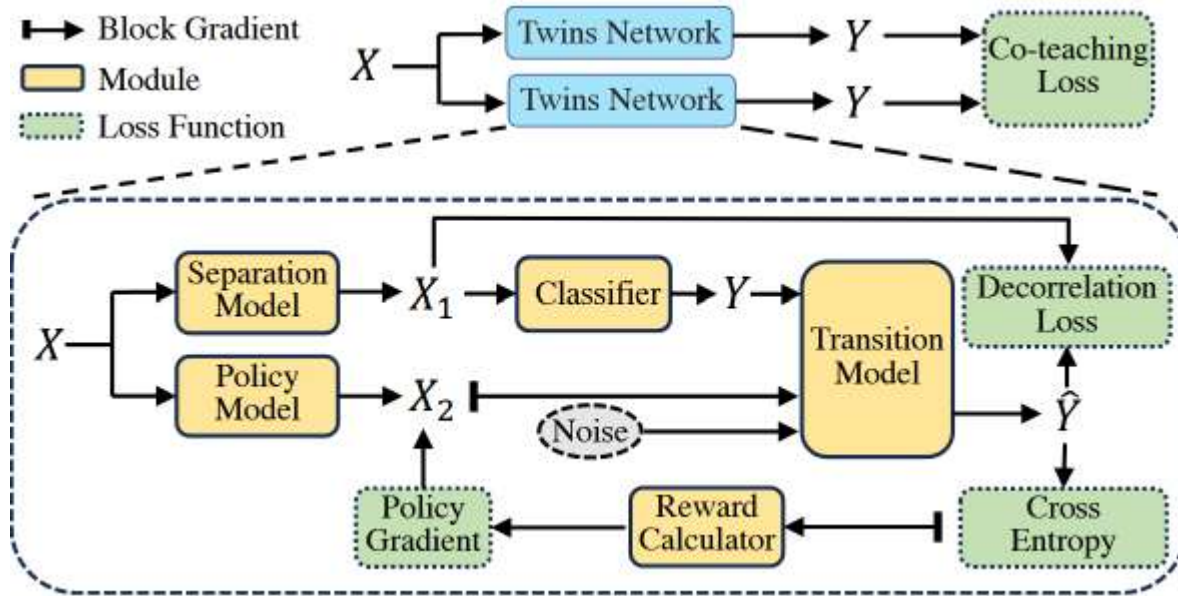 Block Gradient
Module
Loss Function
X
Twins Network
Y
Twins Network
Y
Co-teaching
Loss
X
Separation
Model
X₁
Classifier
Y
Transition
Model
Decorrelation
Loss
Policy
Model
X₂
Noise
Ŷ
Policy
Gradient
Reward
Calculator
Cross
Entropy